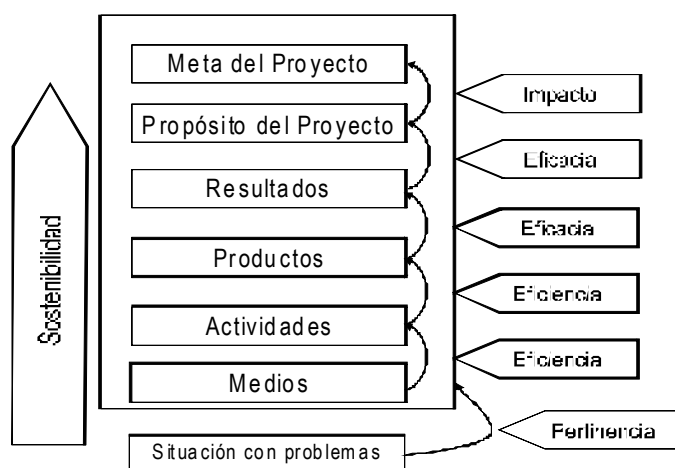 Meta del Proyecto
Impacto
Propósito del Proyecto
Eficacia
Resultados
Eficacia
Productos
Eficiencia
Actividades
Eficiencia
Medios
Pertinencia
Situación con problemas
Sostenibilidad